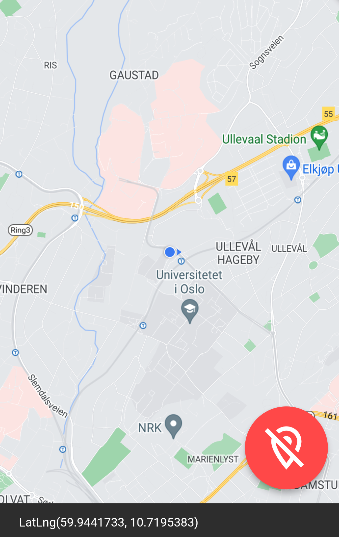 RIS
GAUSTAD
Sognsveien
55
Ullevaal Stadion
Elkjøp
57
Ring3
ULLEVÅL
HAGEBY
ULLEVÅL
Universitetet
i Oslo
VINDEREN
Slemdalsveien
NRK
161
MARIENLYST
LatLng(59.9441733, 10.7195383)